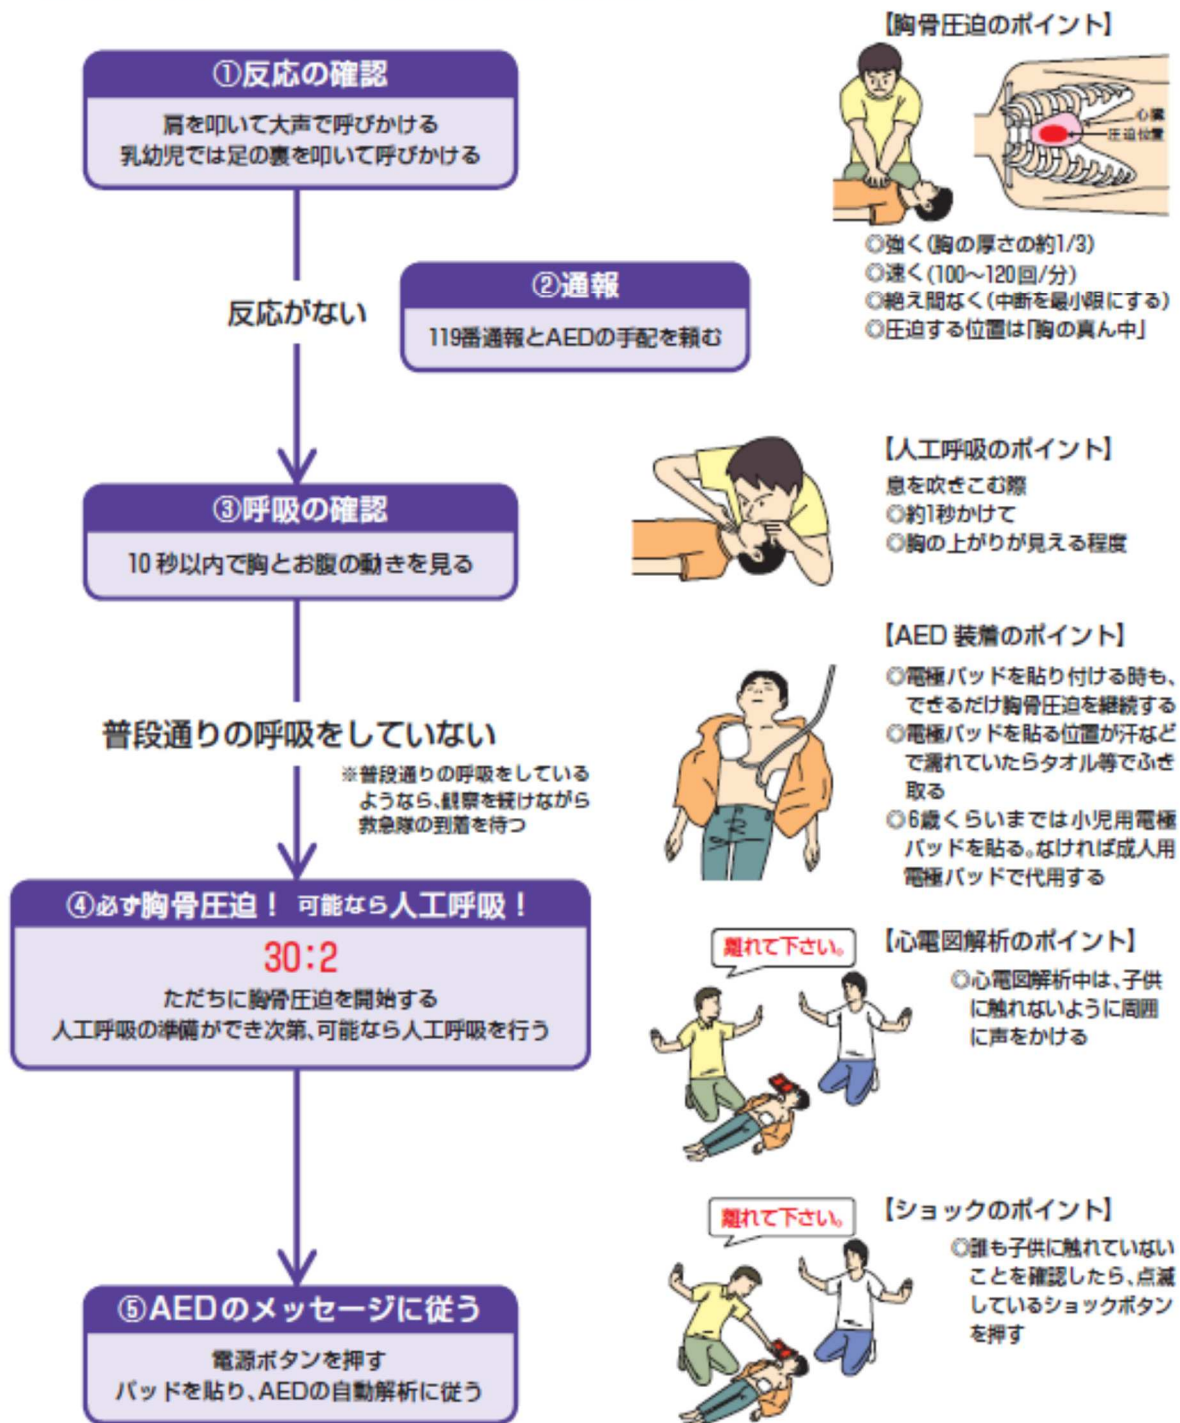 ①反応の確認
肩を叩いて大声で呼びかける
乳幼児では足の裏を叩いて呼びかける
反応がない
②通報
119番通報とAEDの手配を頼む
③呼吸の確認
10秒以内で胸とお腹の動きを見る
普段通りの呼吸をしていない
※普段通りの呼吸をしている
ようなら、観察を続けながら
救急隊の到着を待つ
④必ず胸骨圧迫! 可能なら人工呼吸!
30:2
ただちに胸骨圧迫を開始する
人工呼吸の準備ができ次第、可能なら人工呼吸を行う
⑤AEDのメッセージに従う
電源ボタンを押す
パッドを貼り、AEDの自動解析に従う
【胸骨圧迫のポイント】
心臓
圧迫位置
◎強く(胸の厚さの約1/3)
◎速く(100〜120回/分)
◎絶え間なく(中断を最小限にする)
◎圧迫する位置は「胸の真ん中」
【人工呼吸のポイント】
息を吹きこむ際
◎約1秒かけて
◎胸の上がりが見える程度
【AED 装着のポイント】
◎電極パッドを貼り付ける時も、
できるだけ胸骨圧迫を継続する
◎電極パッドを貼る位置が汗など
で濡れていたらタオル等でふき
取る
◎6歳くらいまでは小児用電極
パッドを貼る。なければ成人用
電極パッドで代用する
離れて下さい。
【心電図解析のポイント】
◎心電図解析中は、子供
に触れないように周囲
に声をかける
離れて下さい。
【ショックのポイント】
◎誰も子供に触れていない
ことを確認したら、点滅
しているショックボタン
を押す